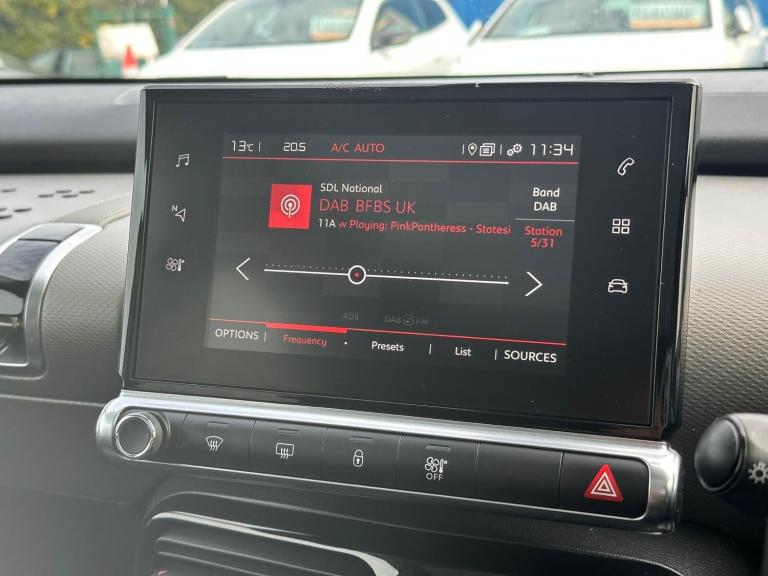 13°C | 20.5 A/C AUTO 11:34
SDL National
DAB BFBS UK
11A w Playing: PinkPantheress - Statesi
Band
DAB
Station
5/31
RDS DAB FM
OPTIONS | Frequency • Presets | List | SOURCES
N
OFF